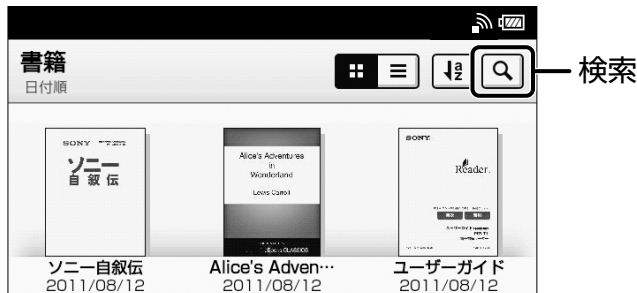 書籍
日付順
検索
SONY
ソニー
自叙伝
Alice's Adventures
in
Wonderland
Lewis Carroll
SONY
Reader.
ソニー自叙伝
2011/08/12
Alice's Adven…
2011/08/12
ユーザーガイド
2011/08/12